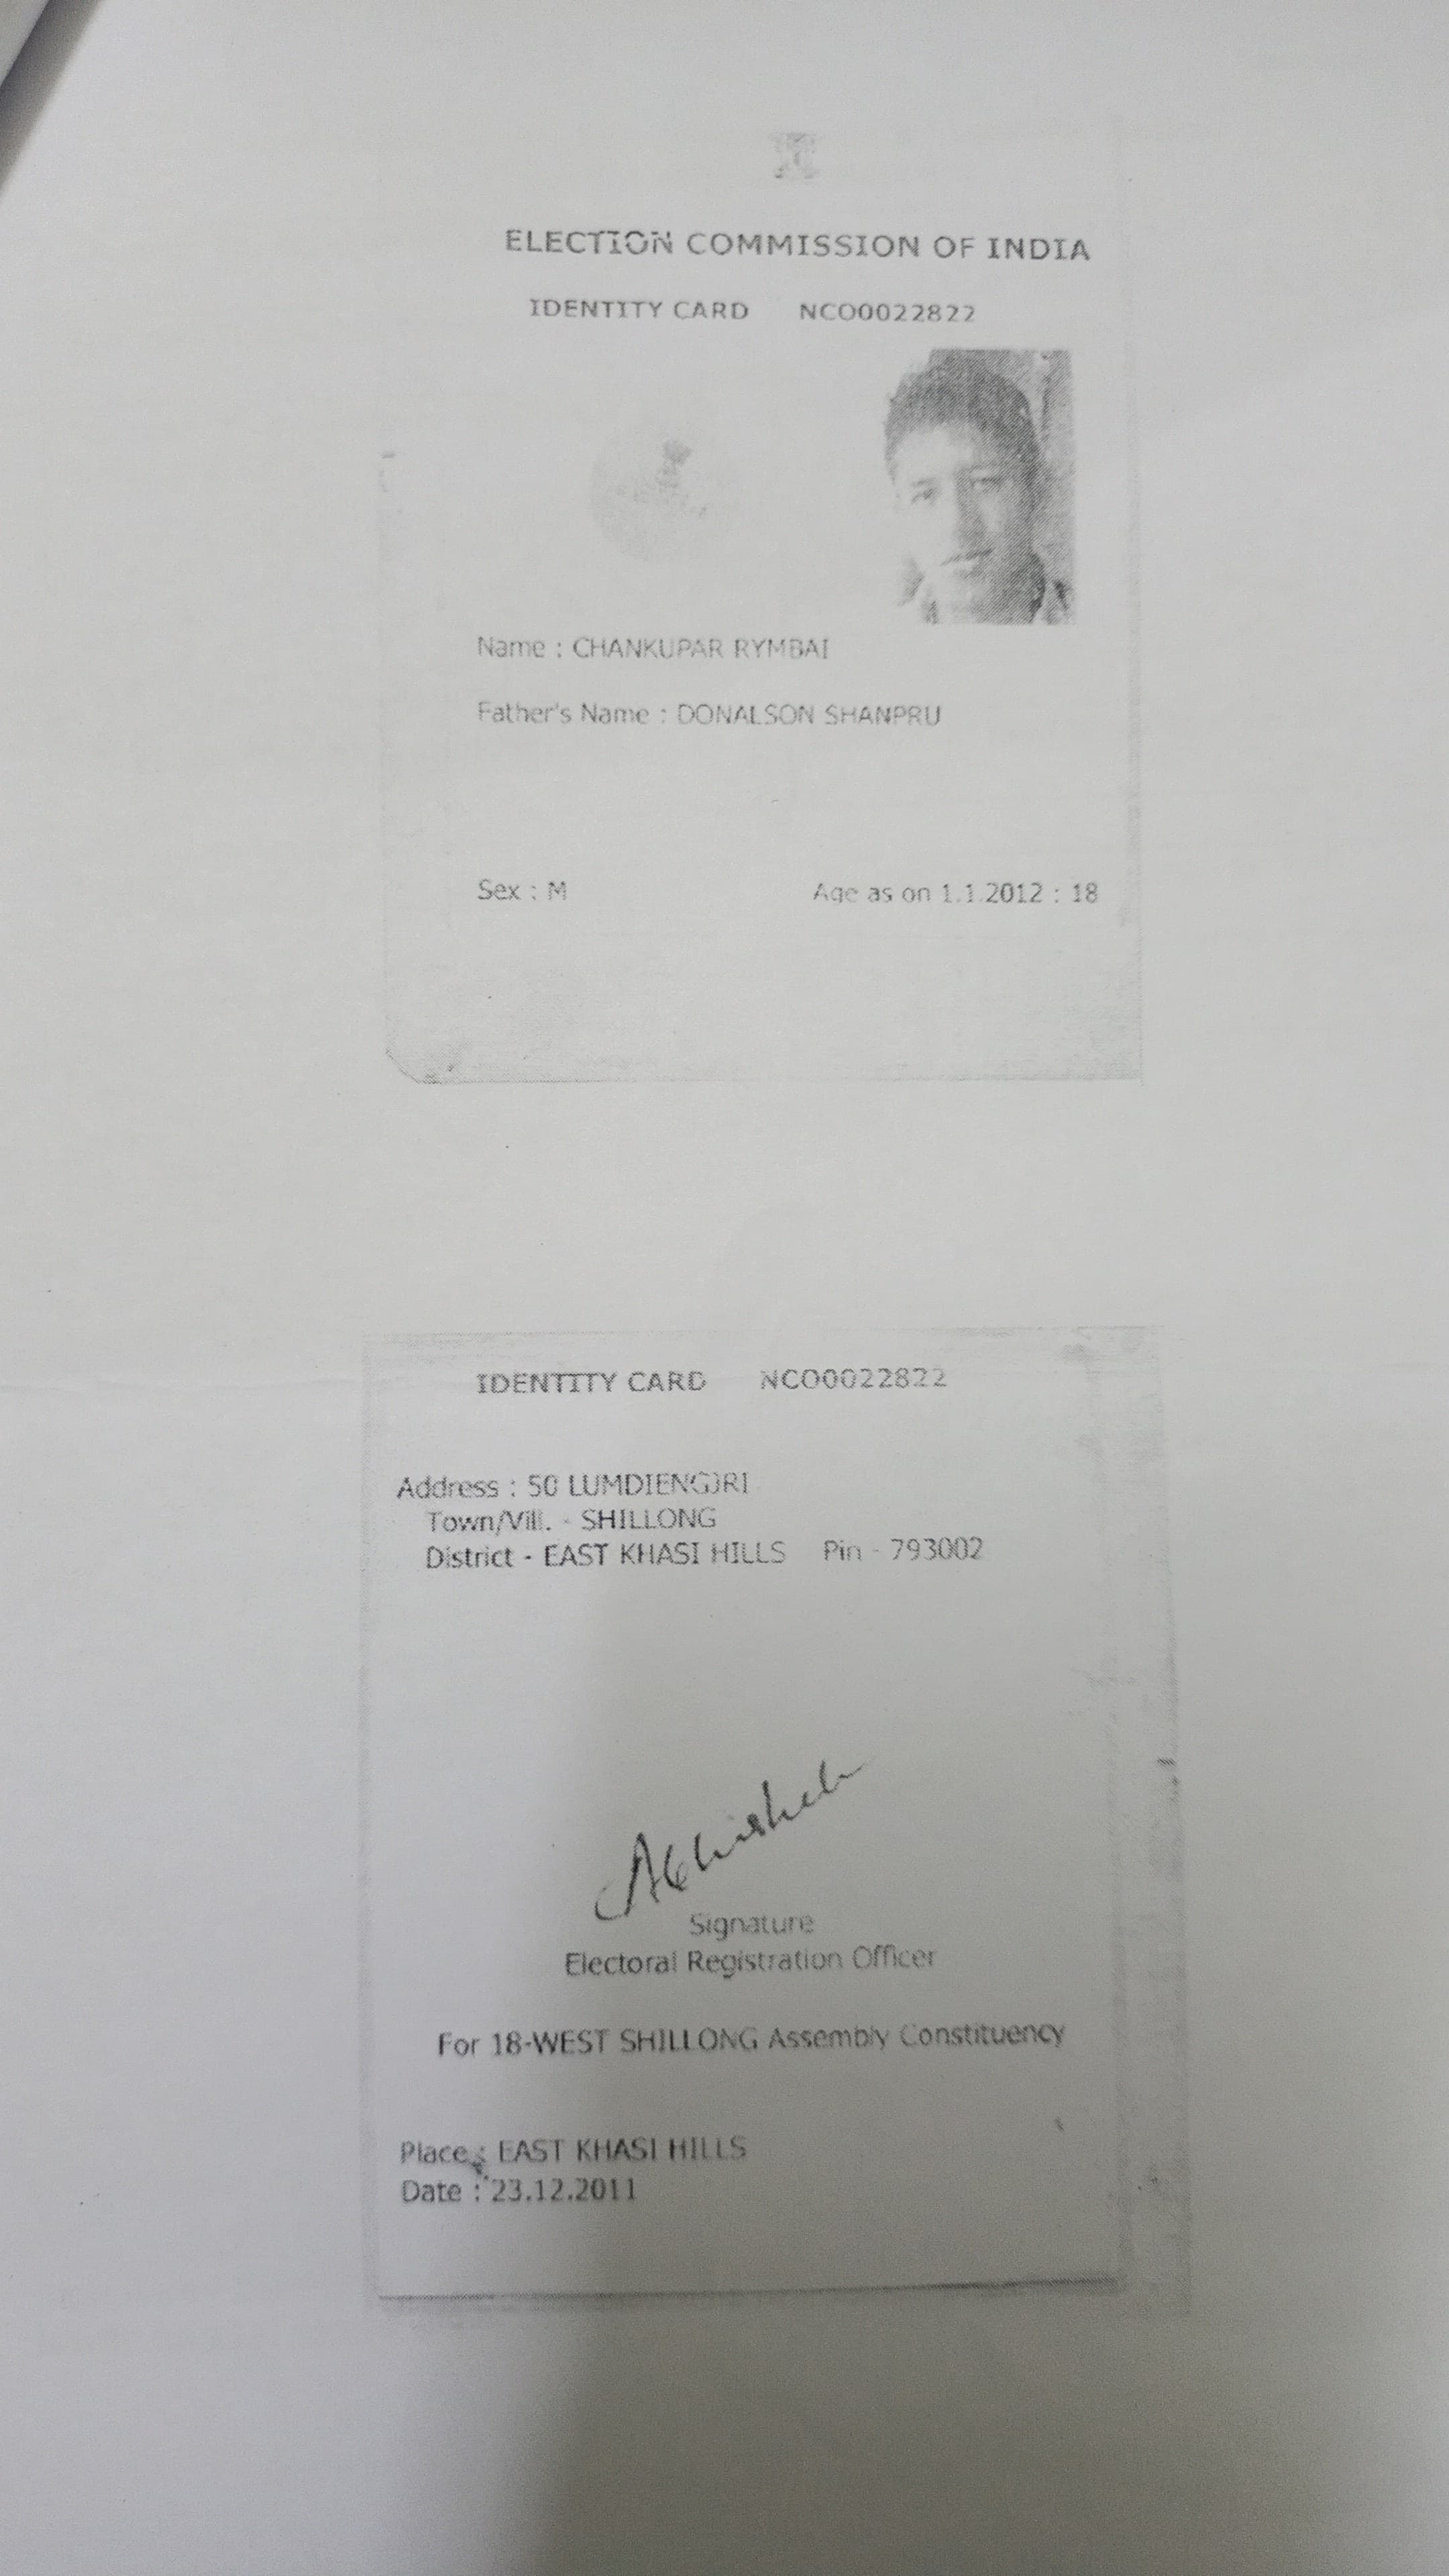 ELECTION COMMISSION OF INDIA
IDENTITY CARD NCO0022822
Name : CHANKUPAR RYMBAI
Father's Name : DONALSON SHANPRU
Sex : M Age as on 1.1.2012 : 18
IDENTITY CARD NCO0022822
Address : 50 LUMDIENGJRI
Town/Vill. - SHILLONG
District - EAST KHASI HILLS Pin - 793002
Abhishek
Signature
Electoral Registration Officer
For 18-WEST SHILLONG Assembly Constituency
Place : EAST KHASI HILLS
Date : 23.12.2011